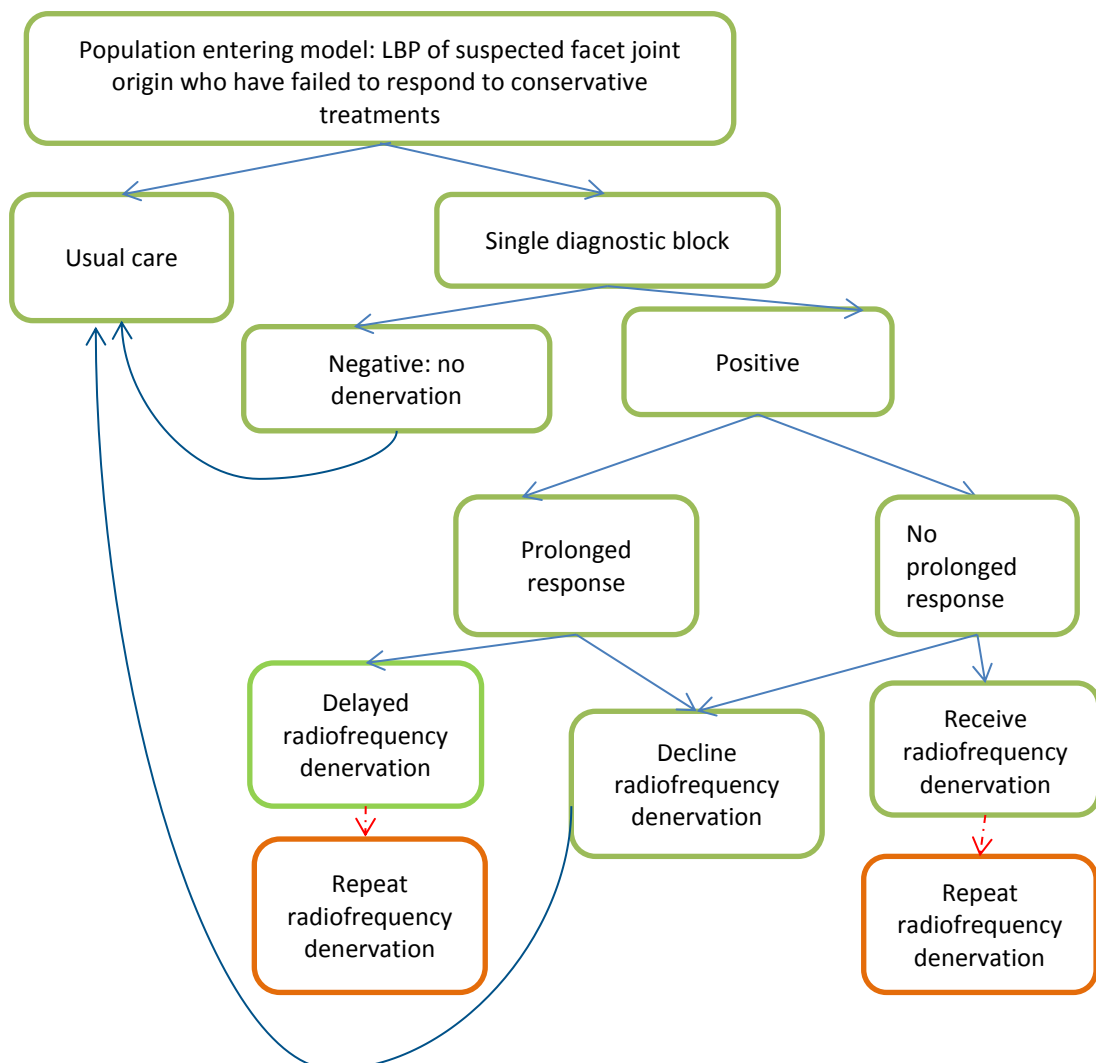 Population entering model: LBP of suspected facet joint
origin who have failed to respond to conservative
treatments
Usual care
Single diagnostic block
Negative: no
denervation
Positive
Prolonged
response
No
prolonged
response
Delayed
radiofrequency
denervation
Decline
radiofrequency
denervation
Receive
radiofrequency
denervation
Repeat
radiofrequency
denervation
Repeat
radiofrequency
denervation